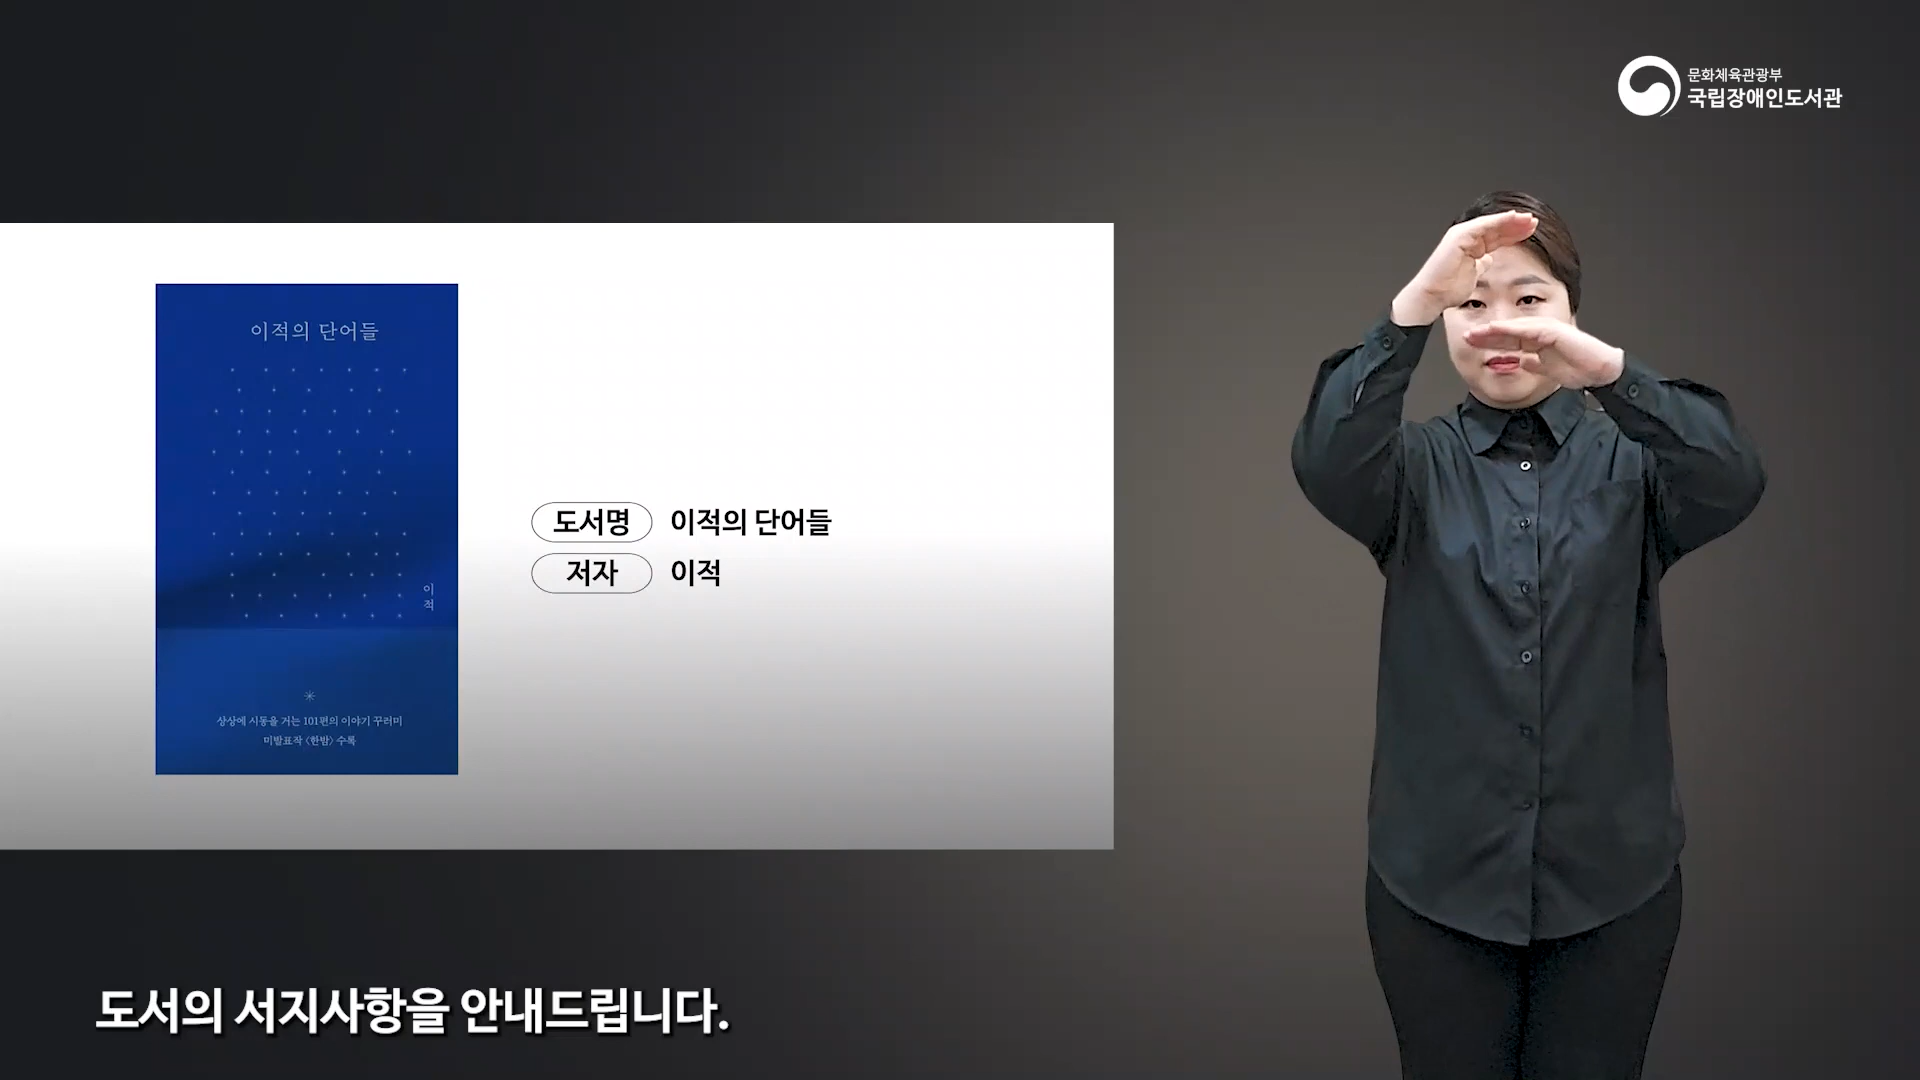 문화체육관광부
국립장애인도서관
이적의 단어들
이
적
상상에 시동을 거는 101편의 이야기 꾸러미
미발표작 〈한밤〉 수록
도서명 이적의 단어들
저자 이적
도서의 서지사항을 안내드립니다.